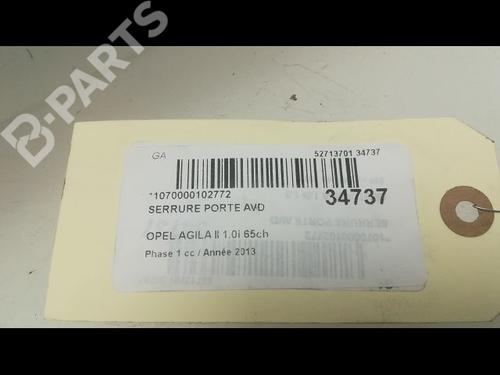 B-PARTS
GA
52713701 34737
*1070000102772
34737
SERRURE PORTE AVD
OPEL AGILA II 1.0i 65ch
Phase 1 cc / Année 2013